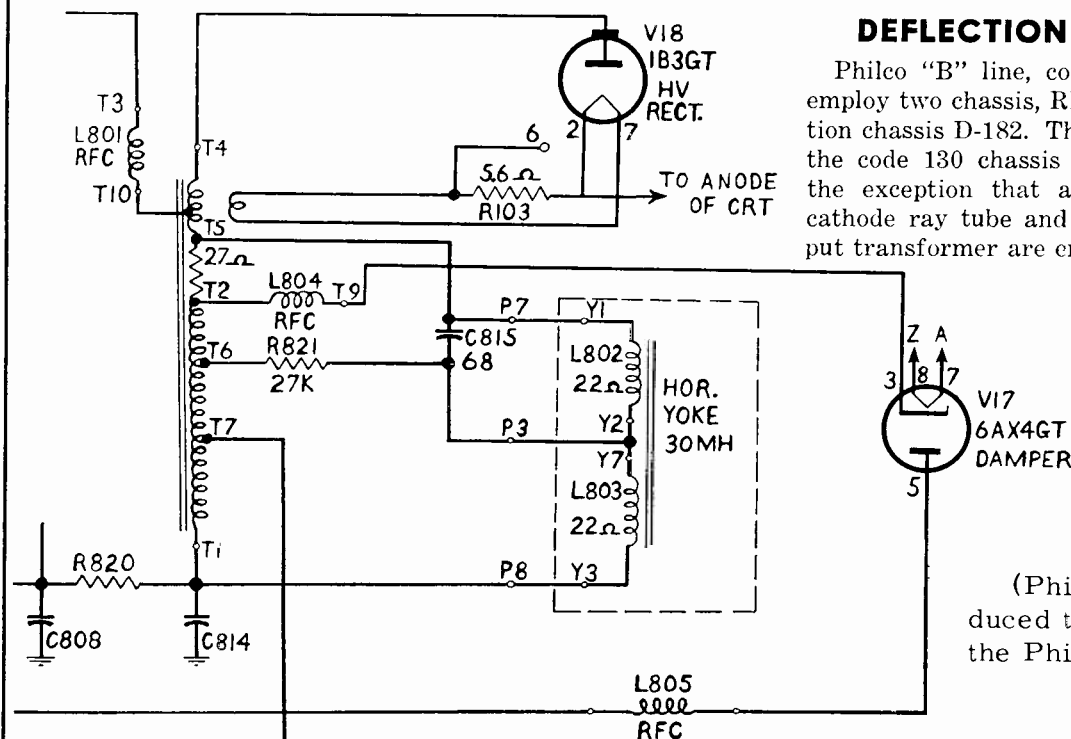 DEFLECTION
Philco “B” line, co
employ two chassis, R
tion chassis D-182. Th
the code 130 chassis
the exception that a
cathode ray tube and
put transformer are c
V18
1B3GT
HV
RECT.
2
7
6
T3
L801
RFC
T10
T4
5.6 Ω
R103
TO ANODE
OF CRT
T5
27Ω
T2
L804
RFC
T9
T6
R821
27K
C815
68
P7
Y1
L802
22Ω
HOR.
YOKE
30MH
P3
Y2
Y7
L803
22Ω
P8
Y3
Z
A
3
8
7
V17
6AX4GT
DAMPER
5
T7
T1
R820
C808
C814
L805
RFC
(Phi
duced t
the Phi